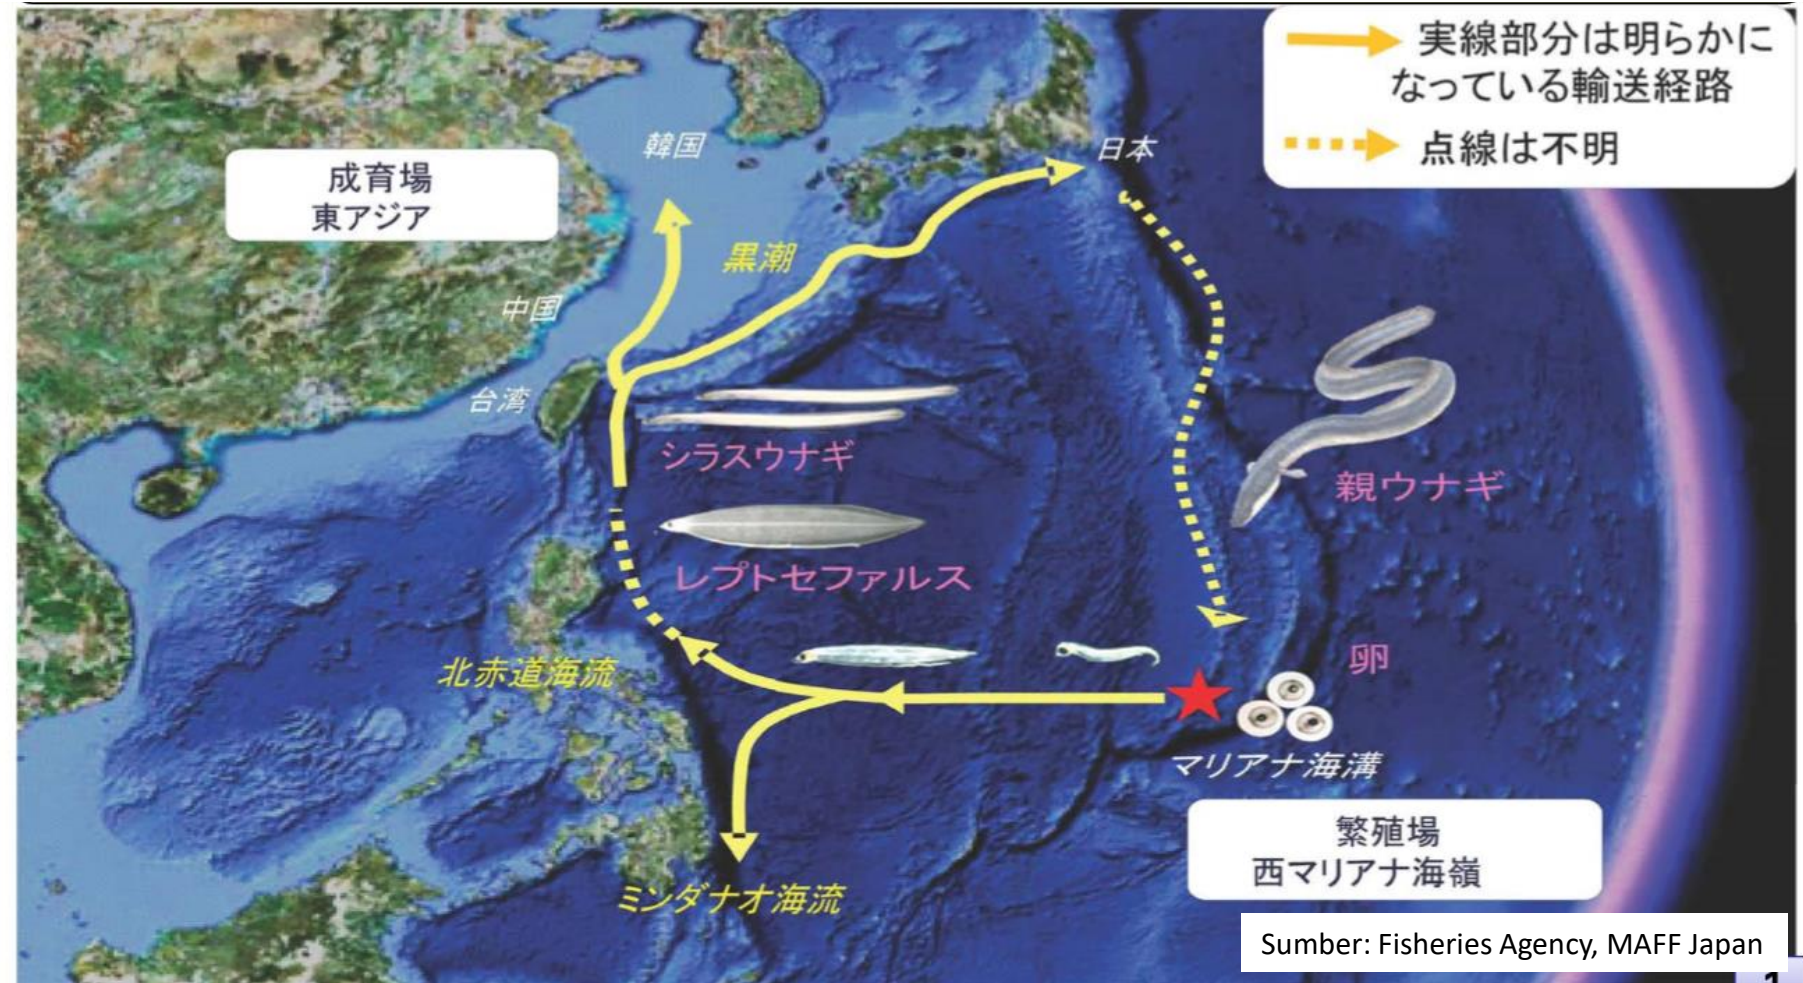 実線部分は明らかに
なっている輸送経路
点線は不明
成育場
東アジア
韓国
日本
黒潮
中国
台湾
シラスウナギ
親ウナギ
レプトセファルス
北赤道海流
卵
マリアナ海溝
繁殖場
西マリアナ海嶺
ミンダナオ海流
Sumber: Fisheries Agency, MAFF Japan
1